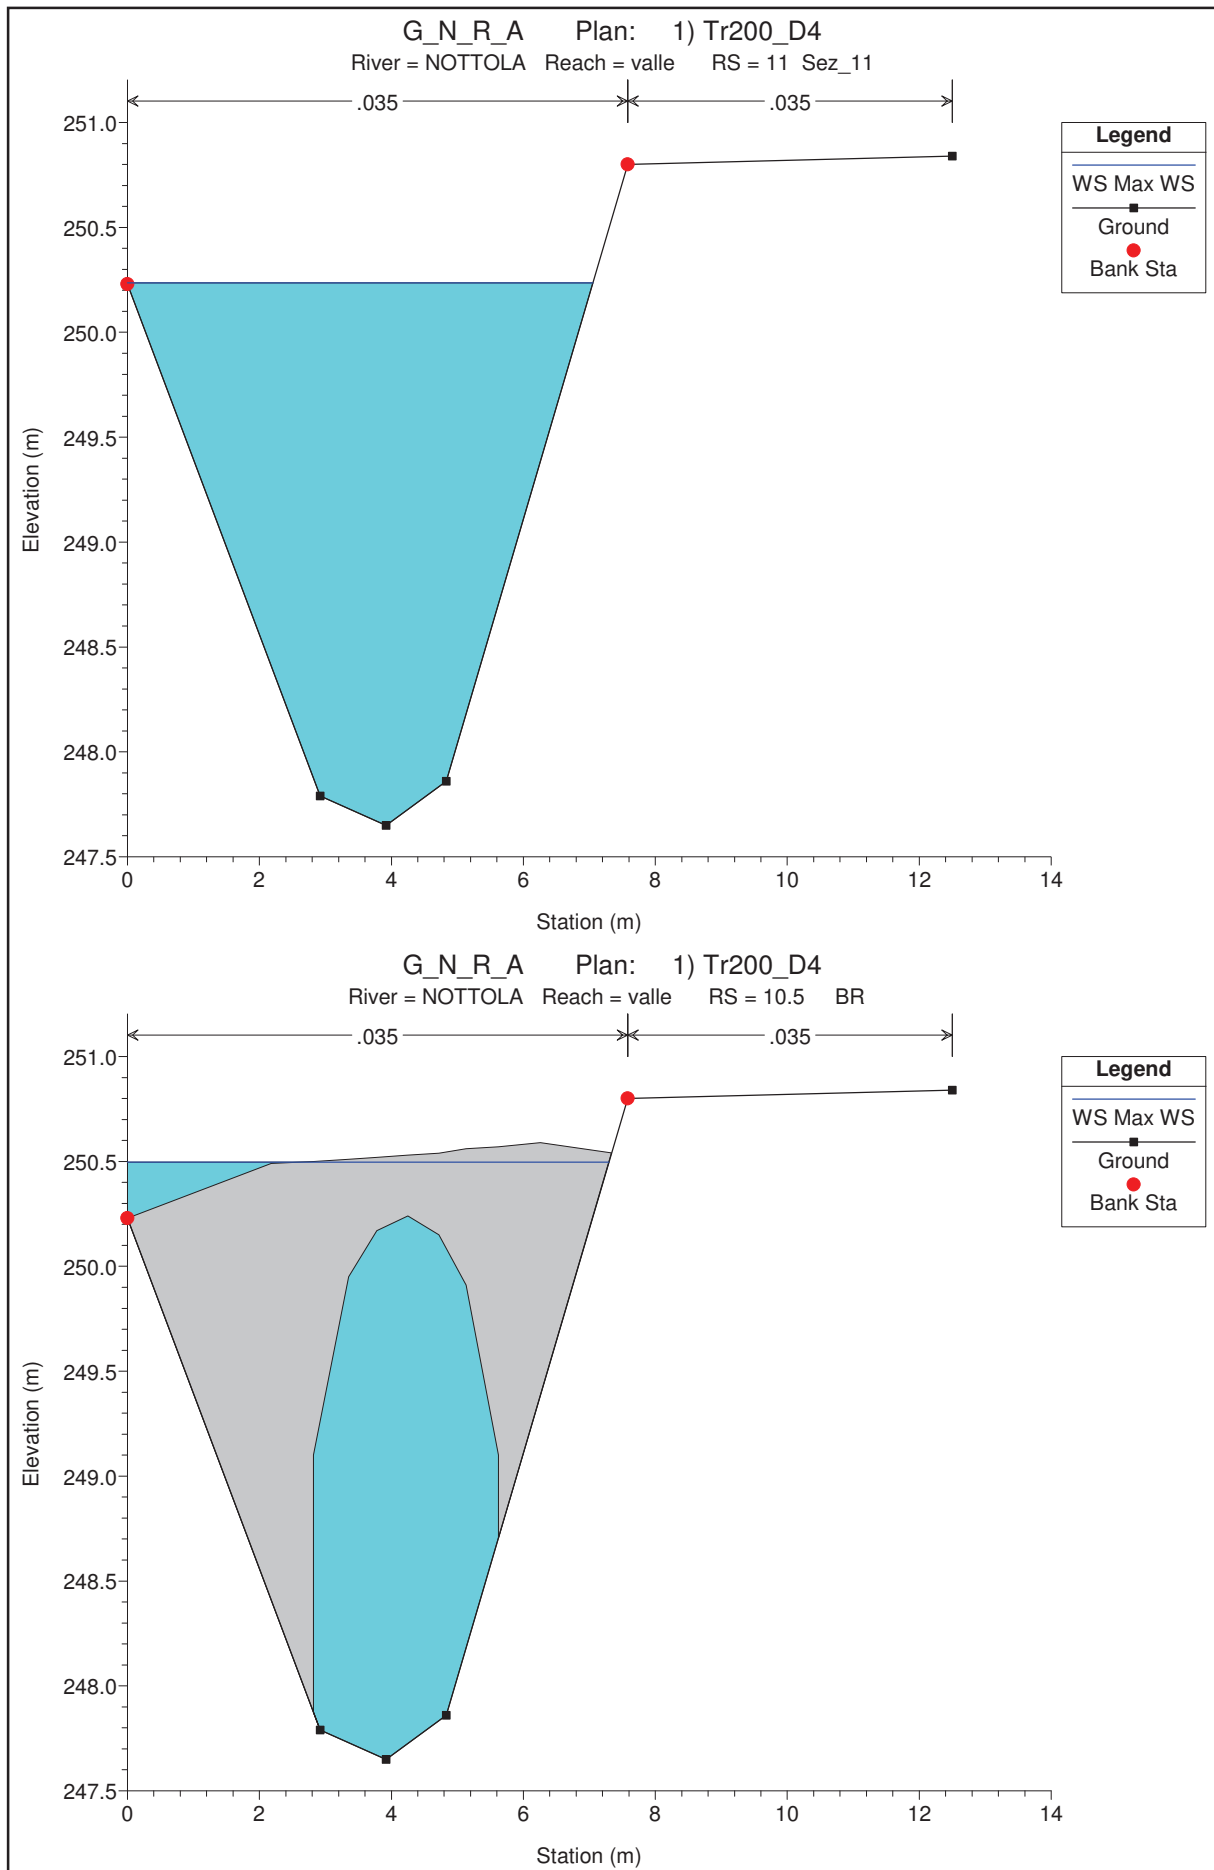 G_N_R_A Plan: 1) Tr200_D4
River = NOTTOLA Reach = valle RS = 11 Sez_11
.035 .035
251.0
250.5
250.0
249.5
249.0
248.5
248.0
247.5
Elevation (m)
0 2 4 6 8 10 12 14
Station (m)
Legend
WS Max WS
Ground
Bank Sta
G_N_R_A Plan: 1) Tr200_D4
River = NOTTOLA Reach = valle RS = 10.5 BR
.035 .035
251.0
250.5
250.0
249.5
249.0
248.5
248.0
247.5
Elevation (m)
0 2 4 6 8 10 12 14
Station (m)
Legend
WS Max WS
Ground
Bank Sta